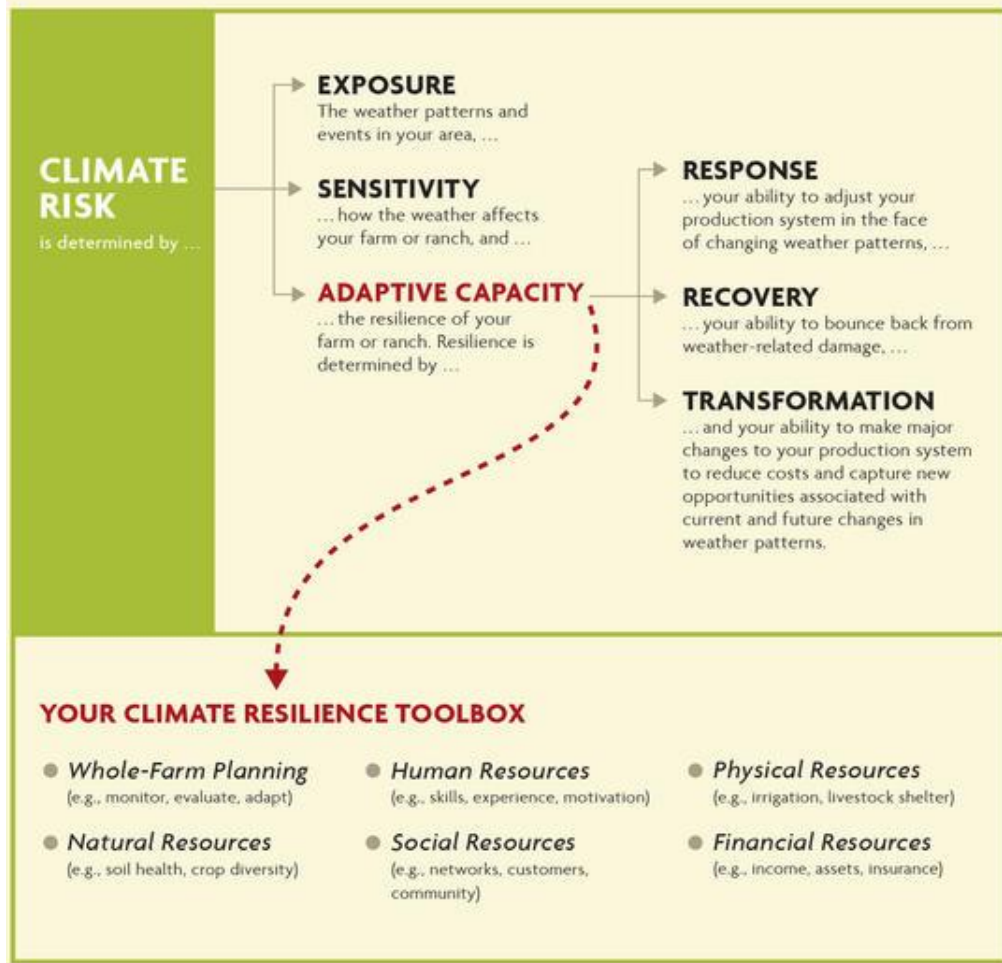 CLIMATE
RISK
is determined by ...
EXPOSURE
The weather patterns and
events in your area, ...
SENSITIVITY
... how the weather affects
your farm or ranch, and ...
ADAPTIVE CAPACITY
... the resilience of your
farm or ranch. Resilience is
determined by ...
RESPONSE
... your ability to adjust your
production system in the face
of changing weather patterns, ...
RECOVERY
... your ability to bounce back from
weather-related damage, ...
TRANSFORMATION
... and your ability to make major
changes to your production system
to reduce costs and capture new
opportunities associated with
current and future changes in
weather patterns.
YOUR CLIMATE RESILIENCE TOOLBOX
Whole-Farm Planning
(e.g., monitor, evaluate, adapt)
Natural Resources
(e.g., soil health, crop diversity)
Human Resources
(e.g., skills, experience, motivation)
Social Resources
(e.g., networks, customers,
community)
Physical Resources
(e.g., irrigation, livestock shelter)
Financial Resources
(e.g., income, assets, insurance)